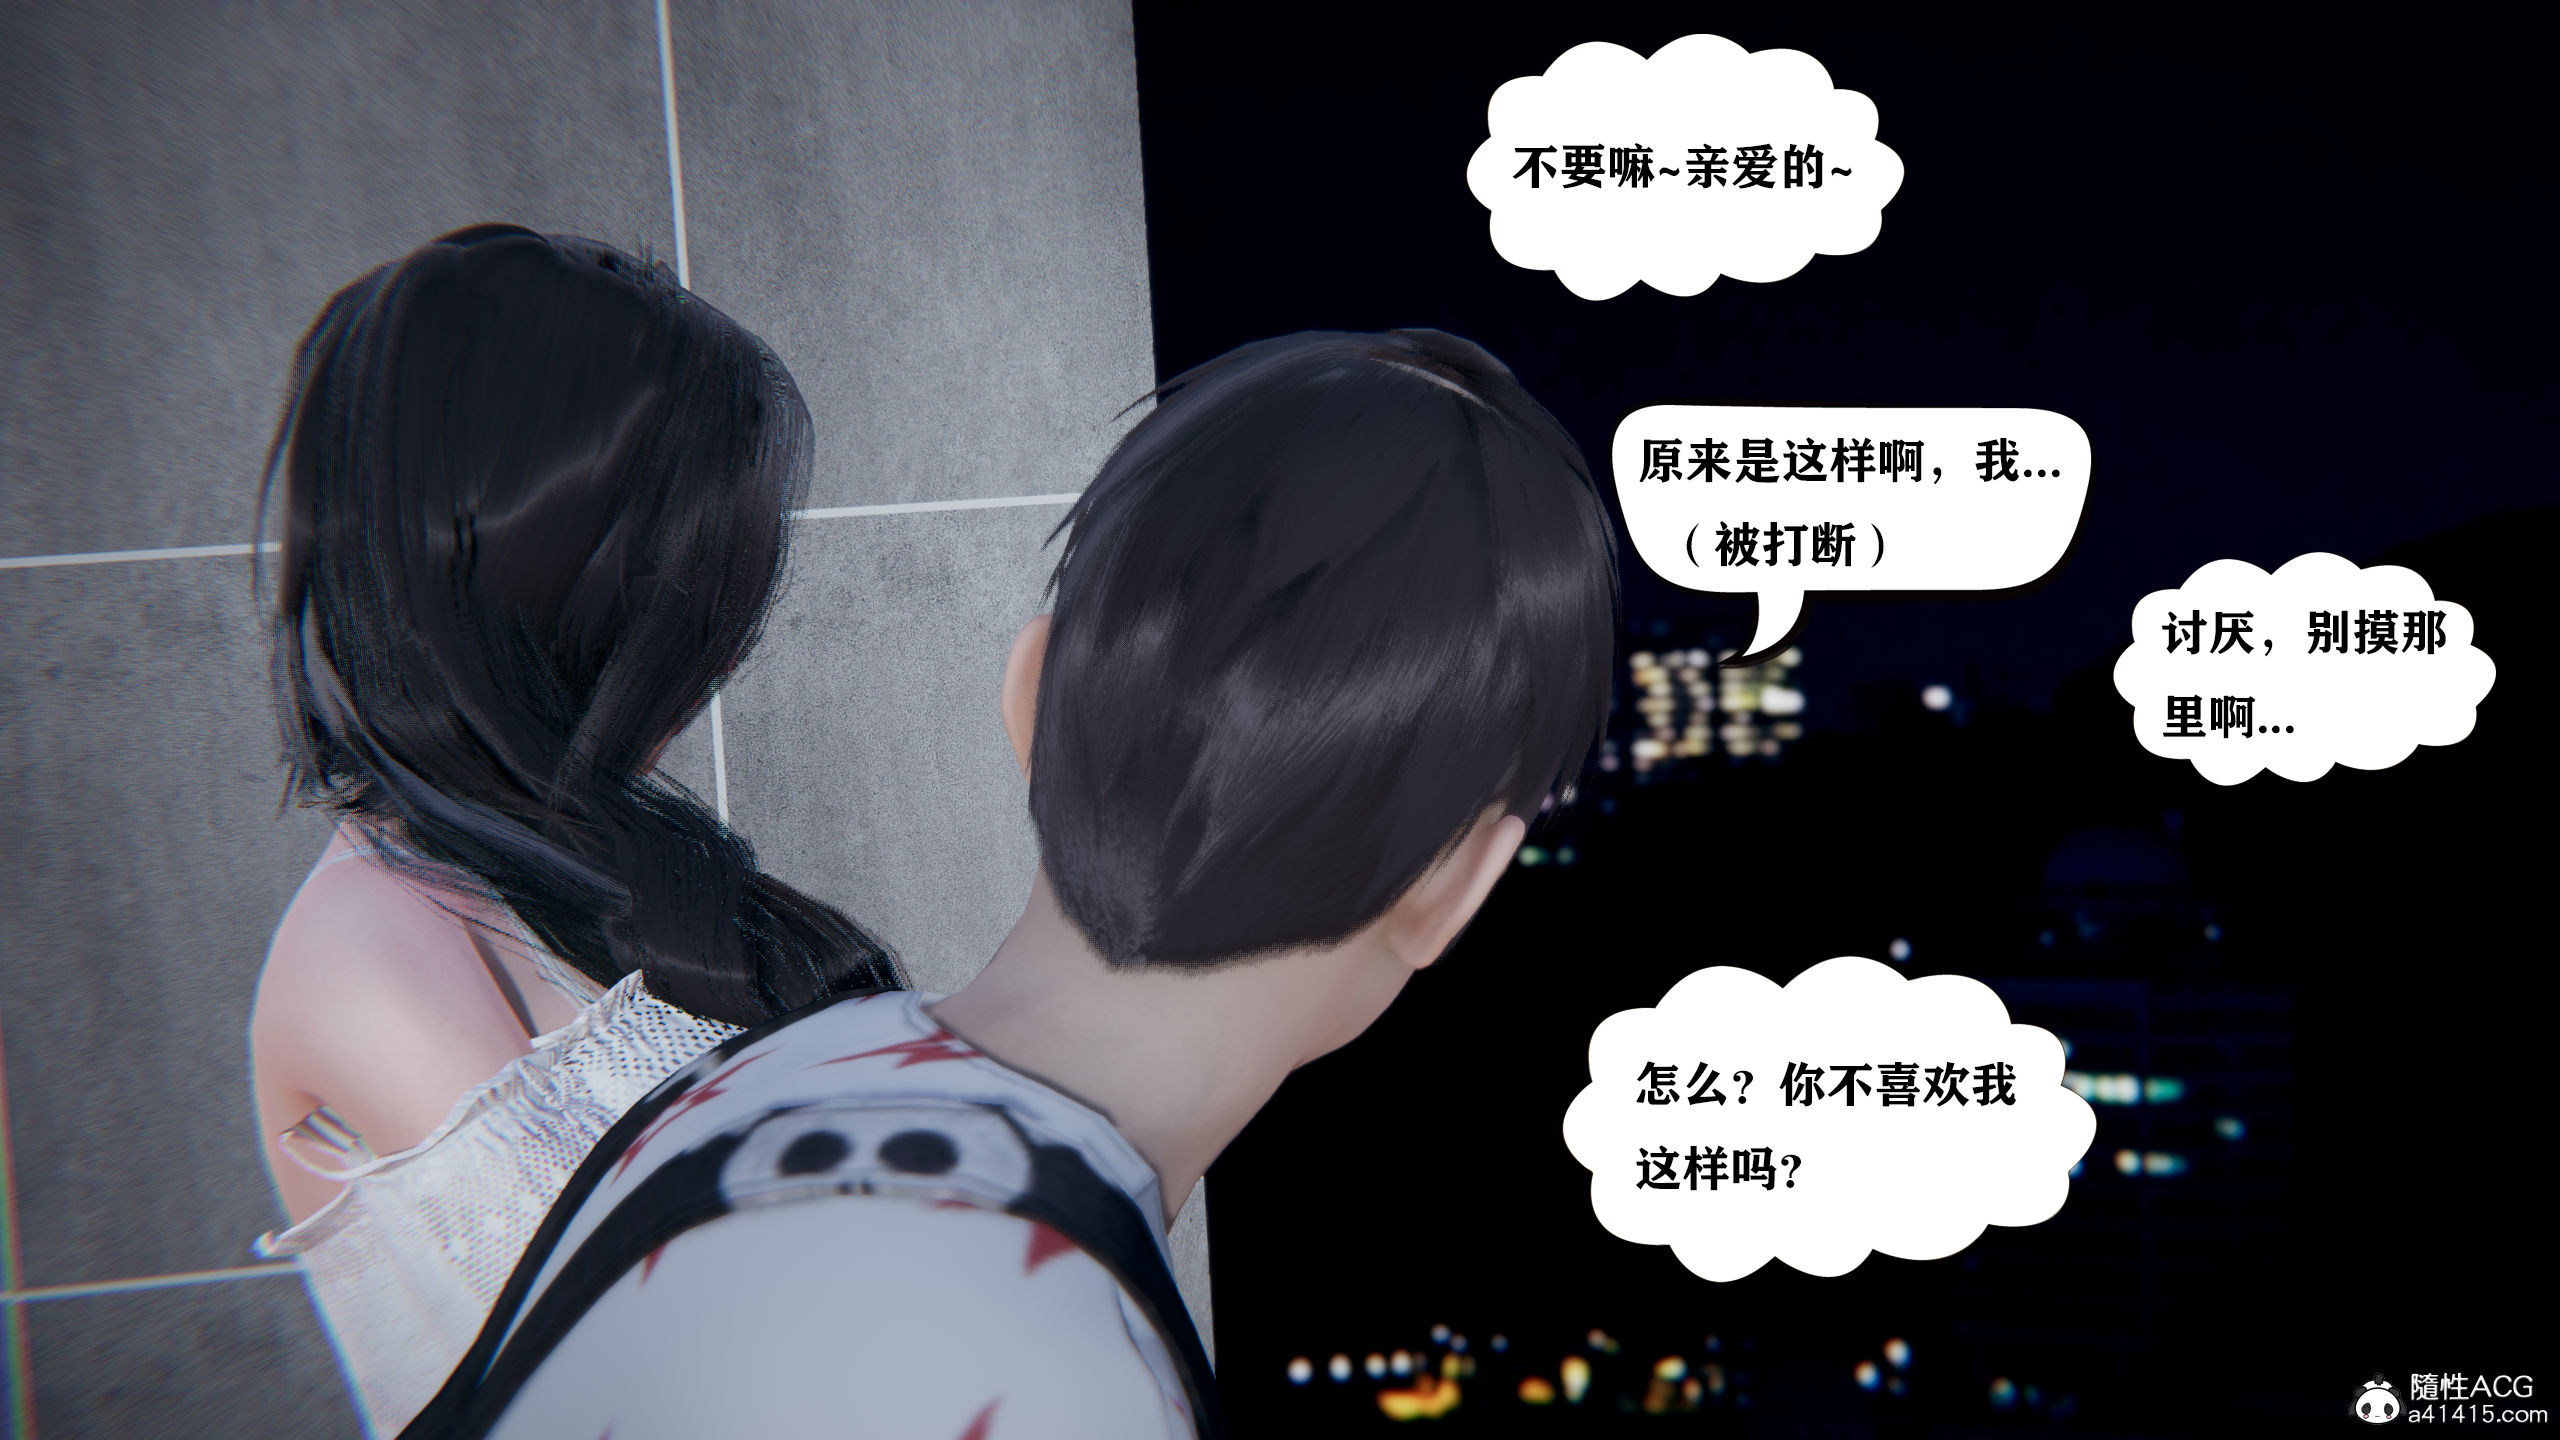 不要嘛~亲爱的~
原来是这样啊，我...
（被打断）
讨厌，别摸那
里啊...
怎么？你不喜欢我
这样吗？
隨性ACG
a41415.com